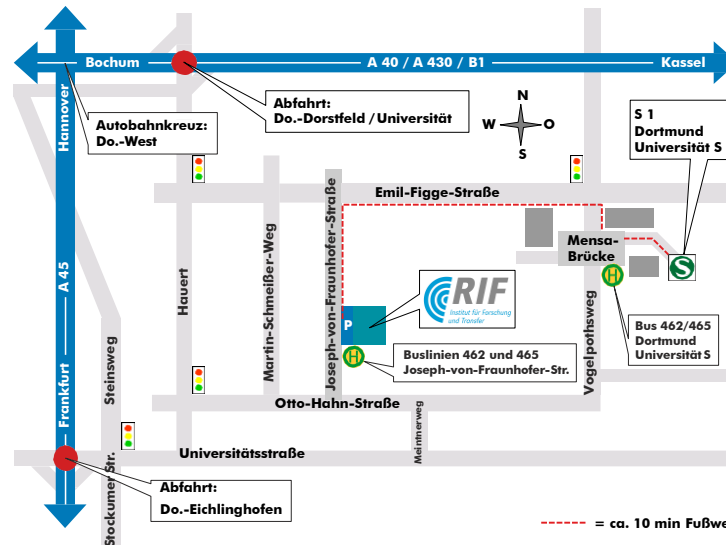 Bochum
A 40 / A 430 / B1
Kassel
Hannover
Autobahnkreuz:
Do.-West
Abfahrt:
Do.-Dorstfeld / Universität
N
W
O
S
S 1
Dortmund
Universität S
Emil-Figge-Straße
Mensa-
Brücke
S
A 45
Hauert
Martin-Schmeißer-Weg
Joseph-von-Fraunhofer-Straße
RIF
Institut für Forschung
und Transfer
P
H
H
Vogelpothsweg
Bus 462/465
Dortmund
Universität S
Buslinien 462 und 465
Joseph-von-Fraunhofer-Str.
Steinsweg
Frankfurt
Otto-Hahn-Straße
Meitnerweg
Universitätsstraße
Stockumer Str.
Abfahrt:
Do.-Eichlinghofen
= ca. 10 min Fußwe